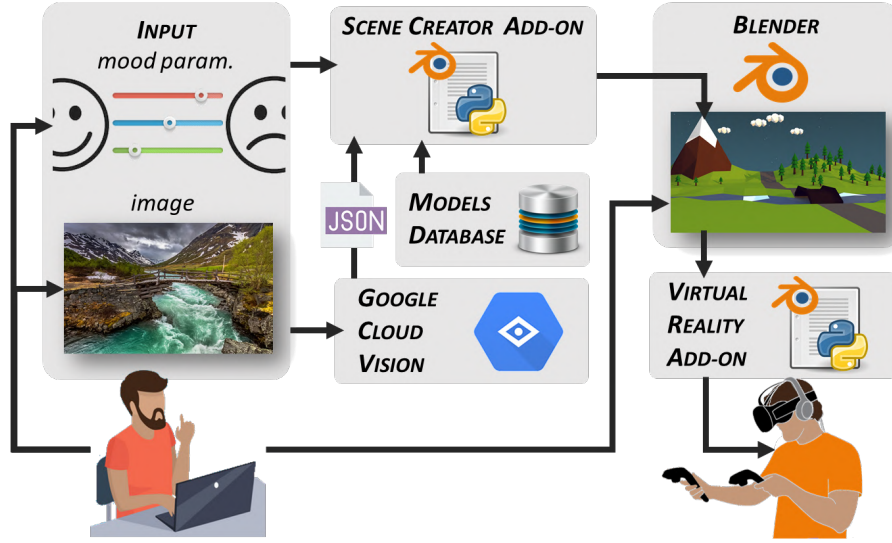 INPUT
mood param.
image
SCENE CREATOR ADD-ON
JSON
MODELS
DATABASE
GOOGLE
CLOUD
VISION
BLENDER
VIRTUAL
REALITY
ADD-ON